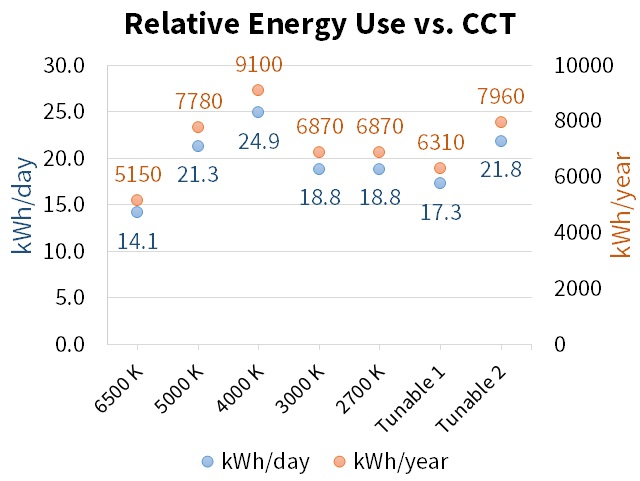 Relative Energy Use vs. CCT
kWh/day
30.0
25.0
20.0
15.0
10.0
5.0
0.0
5150
7780
9100
6870
6870
6310
7960
14.1
21.3
24.9
18.8
18.8
17.3
21.8
10000
8000
6000
4000
2000
0
kWh/year
6500 K
5000 K
4000 K
3000 K
2700 K
Tunable 1
Tunable 2
kWh/day
kWh/year